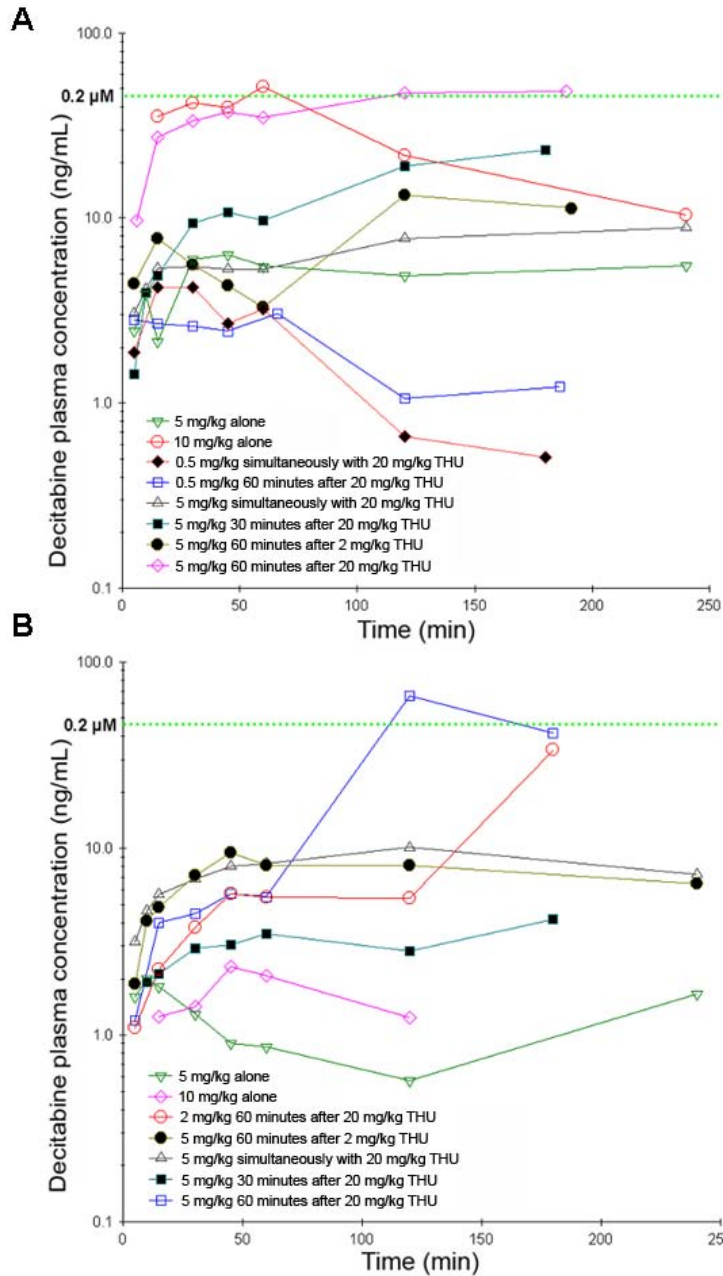 A
Decitabine plasma concentration (ng/mL)
100.0
0.2 µM
10.0
1.0
0.1
5 mg/kg alone
10 mg/kg alone
0.5 mg/kg simultaneously with 20 mg/kg THU
0.5 mg/kg 60 minutes after 20 mg/kg THU
5 mg/kg simultaneously with 20 mg/kg THU
5 mg/kg 30 minutes after 20 mg/kg THU
5 mg/kg 60 minutes after 2 mg/kg THU
5 mg/kg 60 minutes after 20 mg/kg THU
0 50 100 150 200 250
Time (min)
B
Decitabine plasma concentration (ng/mL)
100.0
0.2 µM
10.0
1.0
0.1
5 mg/kg alone
10 mg/kg alone
2 mg/kg 60 minutes after 20 mg/kg THU
5 mg/kg 60 minutes after 2 mg/kg THU
5 mg/kg simultaneously with 20 mg/kg THU
5 mg/kg 30 minutes after 20 mg/kg THU
5 mg/kg 60 minutes after 20 mg/kg THU
0 50 100 150 200 250
Time (min)